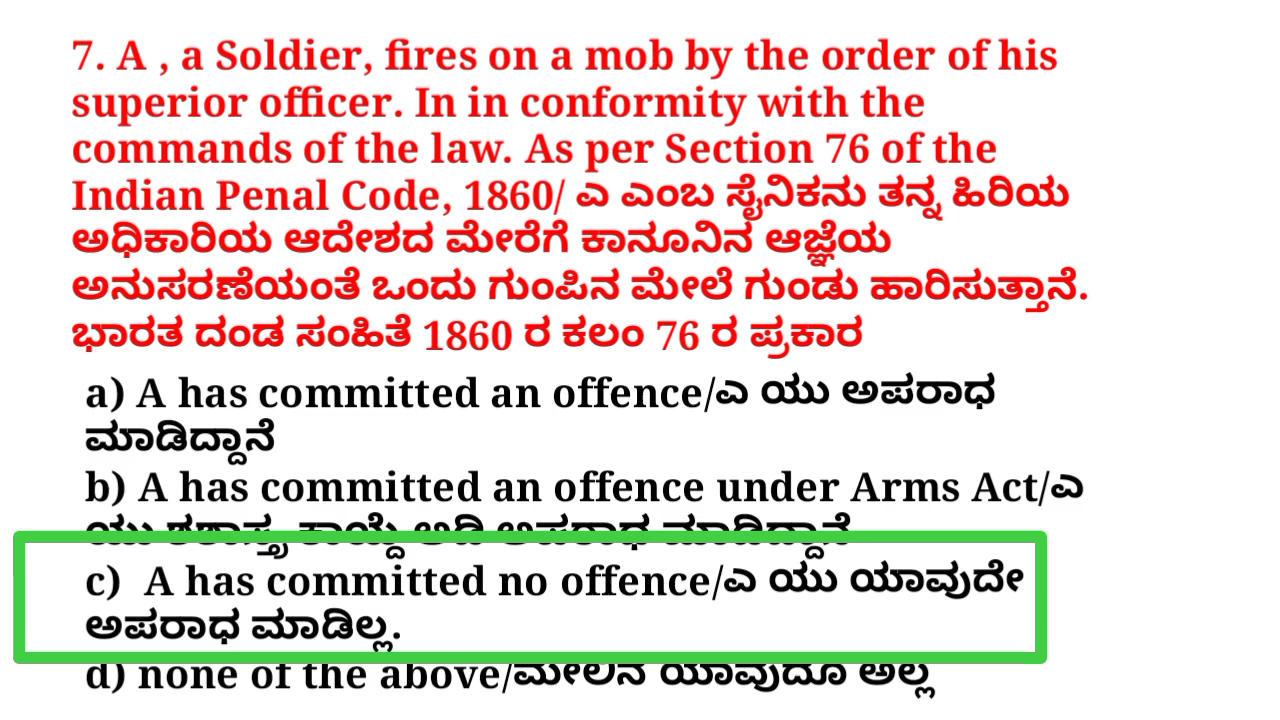 7. A , a Soldier, fires on a mob by the order of his
superior officer. In in conformity with the
commands of the law. As per Section 76 of the
Indian Penal Code, 1860/ ಎ ಎಂಬ ಸೈನಿಕನು ತನ್ನ ಹಿರಿಯ
ಅಧಿಕಾರಿಯ ಆದೇಶದ ಮೇರೆಗೆ ಕಾನೂನಿನ ಆಜ್ಞೆಯ
ಅನುಸರಣೆಯಂತೆ ಒಂದು ಗುಂಪಿನ ಮೇಲೆ ಗುಂಡು ಹಾರಿಸುತ್ತಾನೆ.
ಭಾರತ ದಂಡ ಸಂಹಿತೆ 1860 ರ ಕಲಂ 76 ರ ಪ್ರಕಾರ
a) A has committed an offence/ಎ ಯು ಅಪರಾಧ
ಮಾಡಿದ್ದಾನೆ
b) A has committed an offence under Arms Act/ಎ
ಯು ಕಾಯ್ದೆ ಅಡಿ ಅಪರಾಧ ಮಾಡಿದ್ದಾನೆ
c) A has committed no offence/ಎ ಯು ಯಾವುದೇ
ಅಪರಾಧ ಮಾಡಿಲ್ಲ.
d) none of the above/ಮೇಲಿನ ಯಾವುದೂ ಅಲ್ಲ